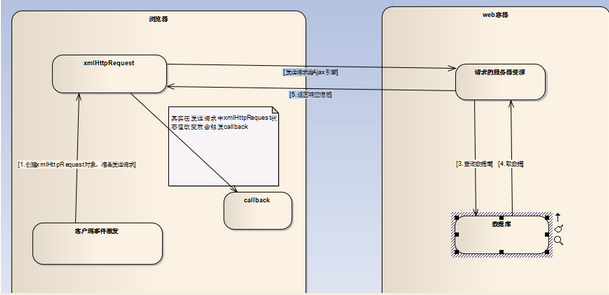 浏览器
web容器
xmlHttpRequest
请求的服务器资源
[发送请求给Ajax引擎]
[5.返回响应信息]
其实在发送请求中xmlHttpRequest状
态值改变就会触发callback
[1.创建xmlHttpRequest对象，准备发送请求]
[3.查询数据库]
[4.取数据]
callback
客户端事件触发
数据库